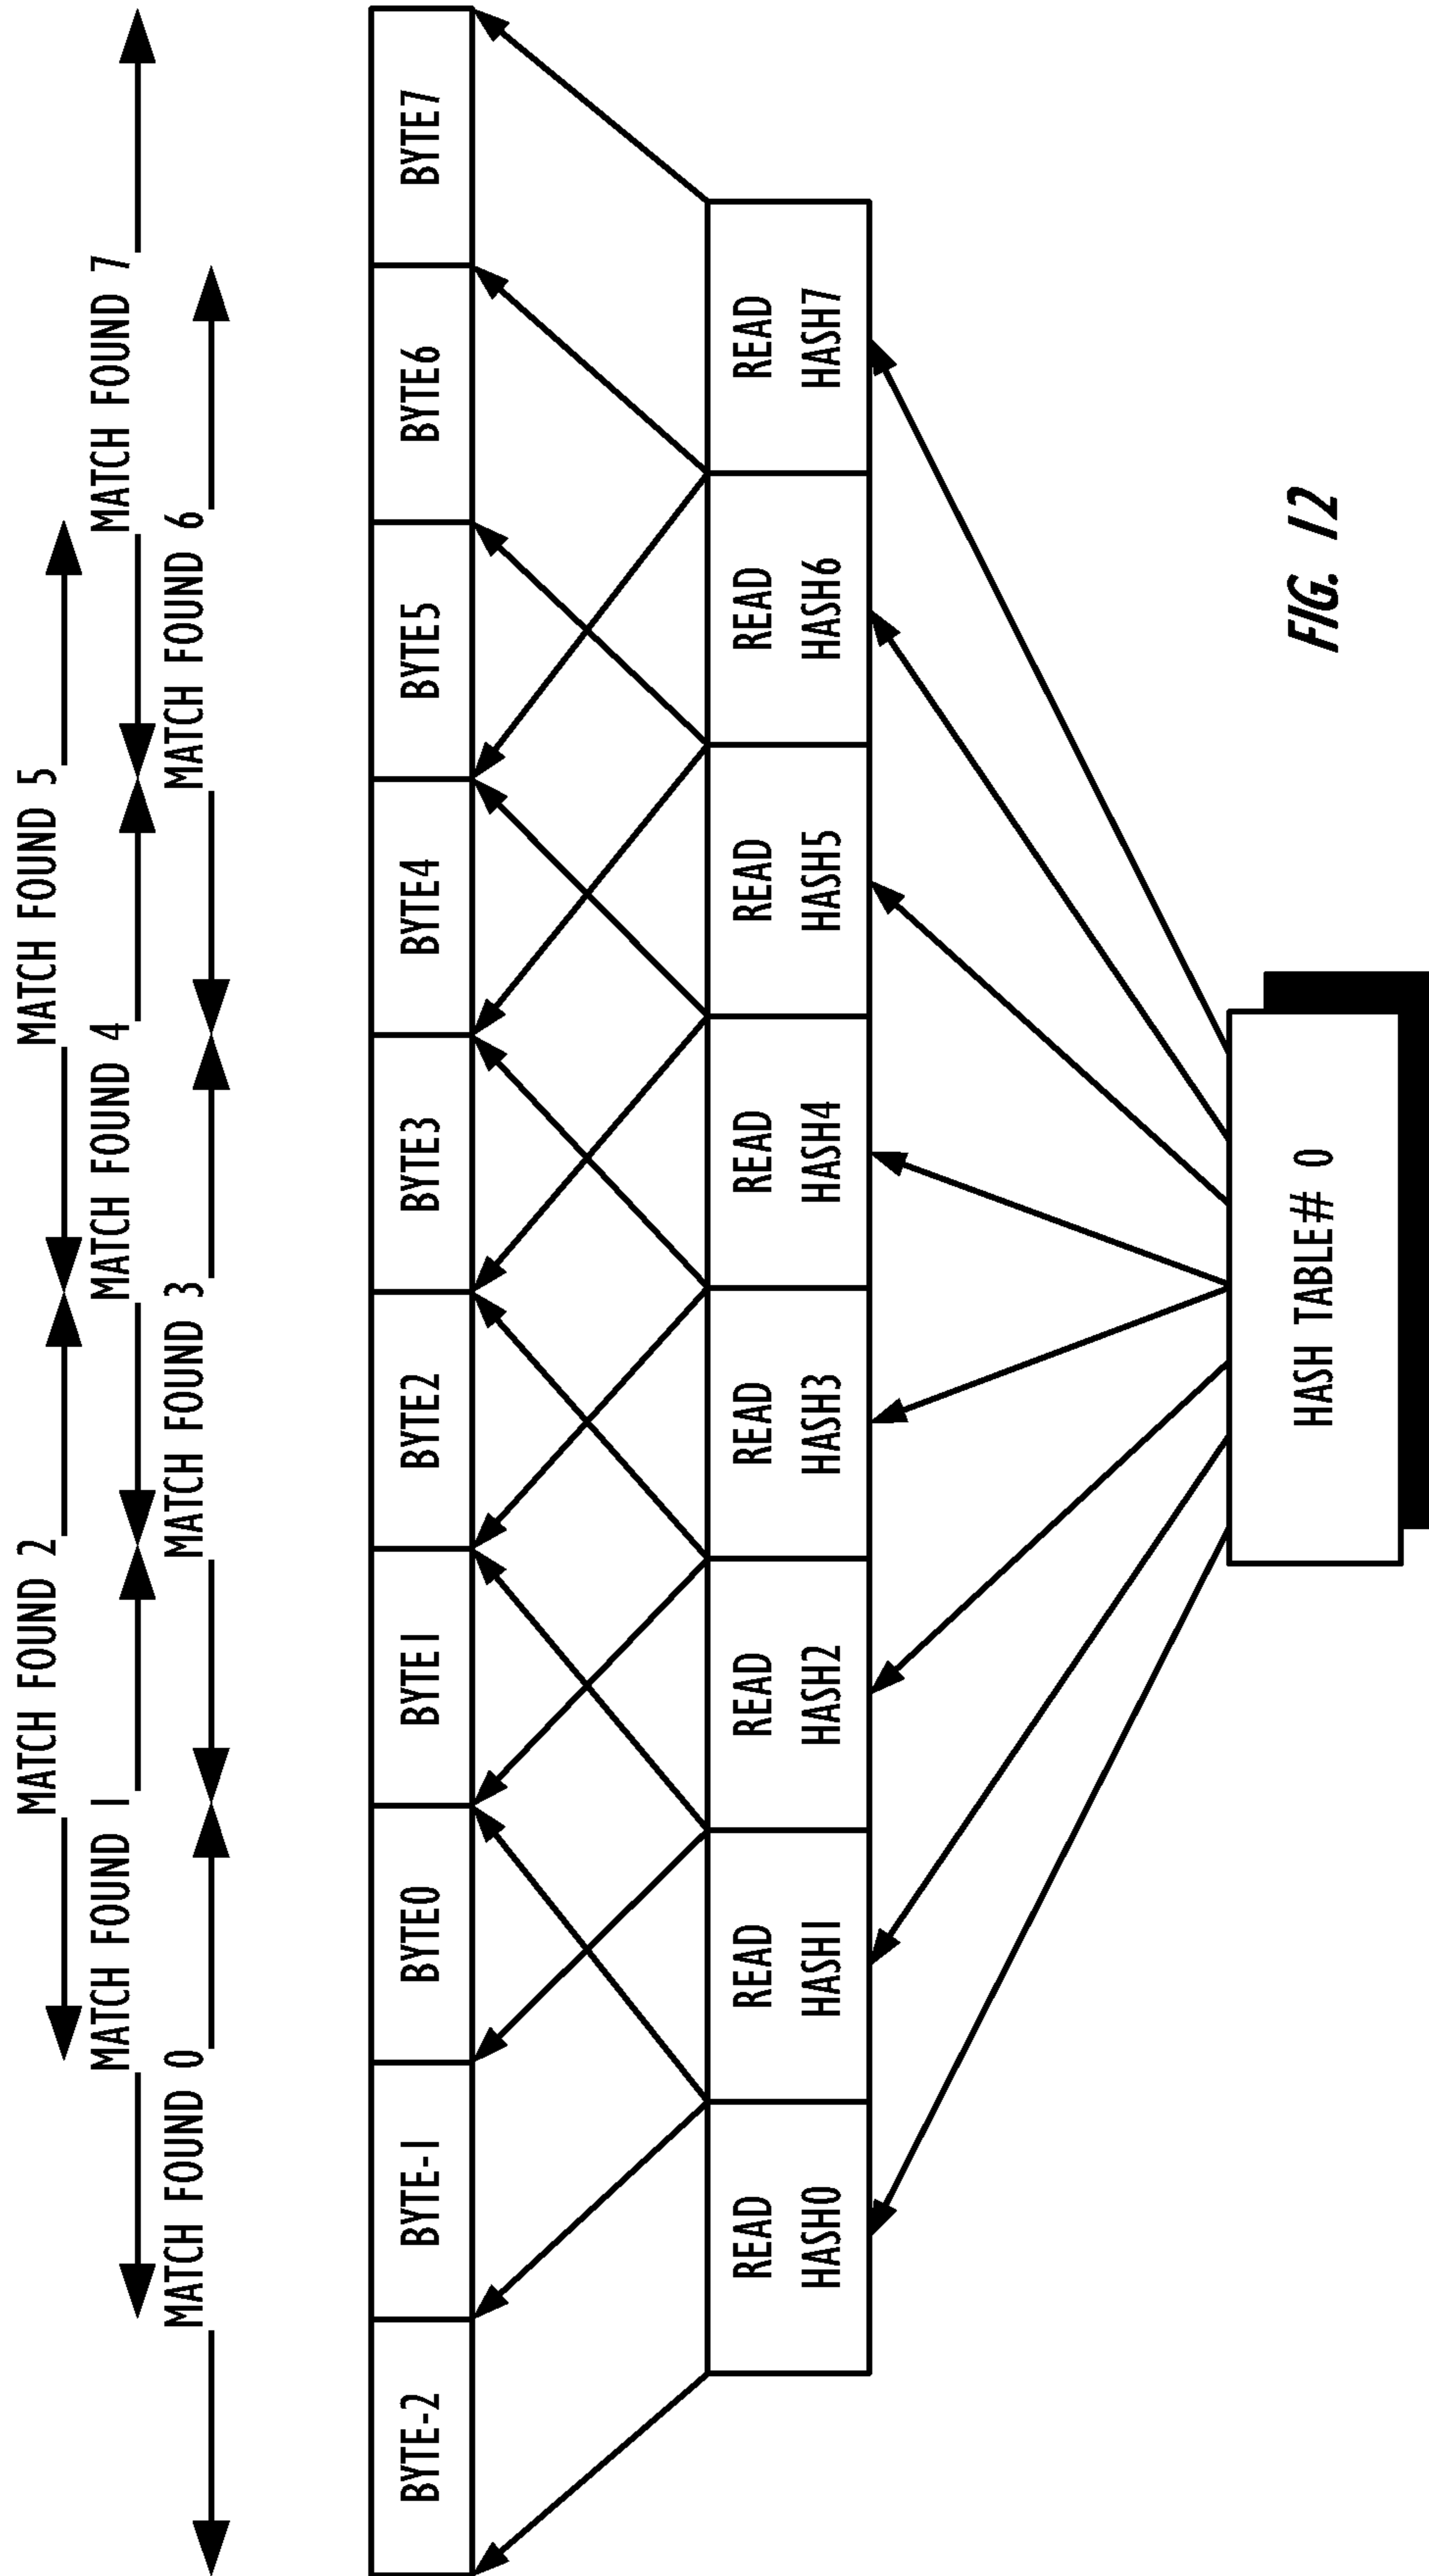 MATCH FOUND 2
MATCH FOUND 5
MATCH FOUND 1
MATCH FOUND 4
MATCH FOUND 7
MATCH FOUND 0
MATCH FOUND 3
MATCH FOUND 6
BYTE-2
BYTE-1
BYTE0
BYTE1
BYTE2
BYTE3
BYTE4
BYTE5
BYTE6
BYTE7
READ
HASH0
READ
HASH1
READ
HASH2
READ
HASH3
READ
HASH4
READ
HASH5
READ
HASH6
READ
HASH7
HASH TABLE# 0
FIG. 12